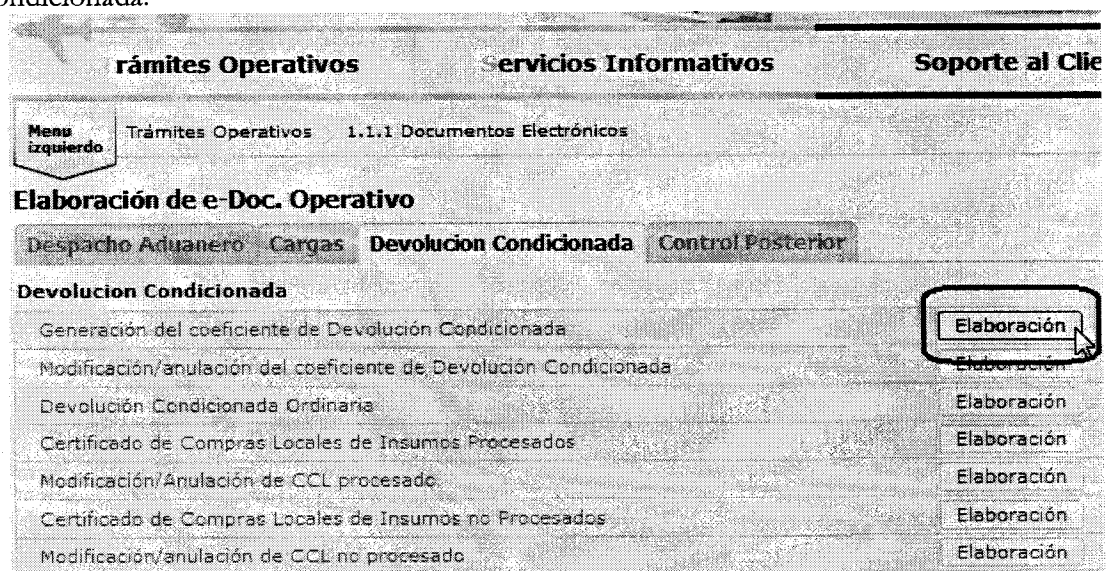 ondicionada.
rámites Operativos ervicios Informativos Soporte al Clie
Menu izquierdo Trámites Operativos 1.1.1 Documentos Electrónicos
Elaboración de e-Doc. Operativo
Despacho Aduanero Cargas Devolucion Condicionada Control Posterior
Devolucion Condicionada
Generación del coeficiente de Devolución Condicionada Elaboración
Modificación/anulación del coeficiente de Devolución Condicionada Elaboración
Devolución Condicionada Ordinaria Elaboración
Certificado de Compras Locales de Insumos Procesados Elaboración
Modificación/Anulación de CCL procesado. Elaboración
Certificado de Compras Locales de Insumos no Procesados Elaboración
Modificación/anulación de CCL no procesado Elaboración